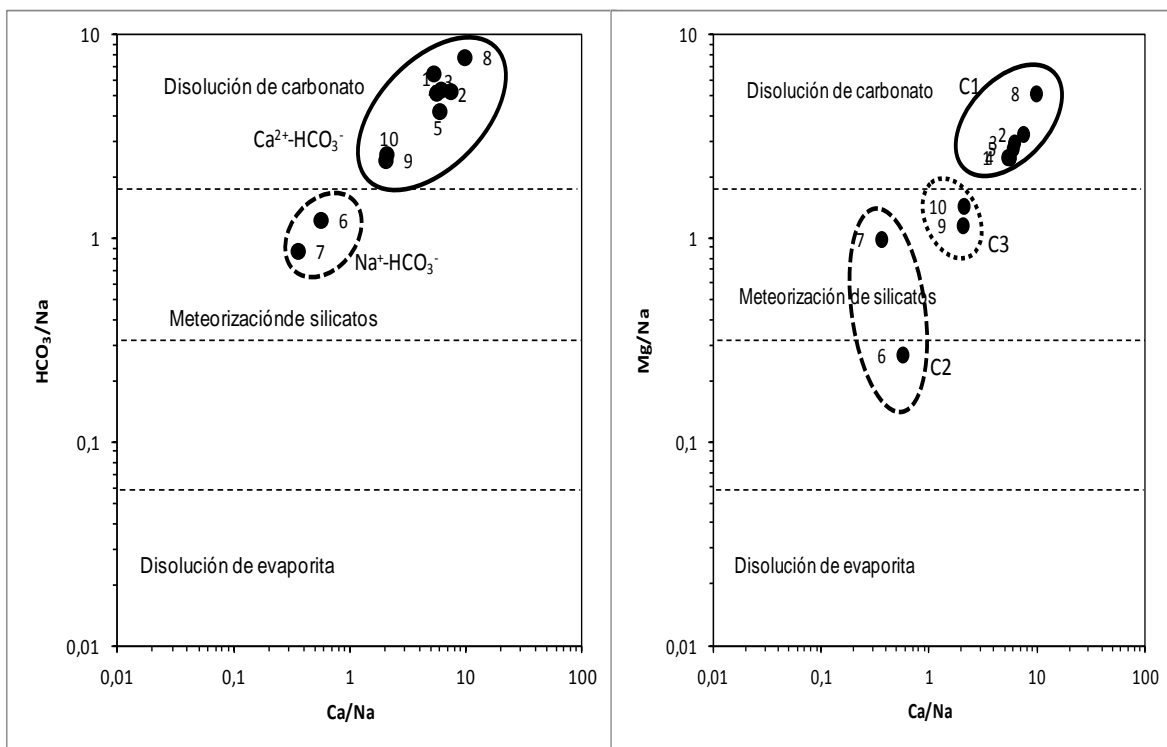 10
Disolución de carbonato
8
1
3
2
5
Ca²⁺-HCO₃⁻
10
9
1
6
7
Na⁺-HCO₃⁻
Meteorizaciónde silicatos
HCO₃/Na
0,1
Disolución de evaporita
0,01
0,01
0,1
1
10
100
Ca/Na
10
Disolución de carbonato
C1
8
2
3
5
1
4
10
9
C3
1
7
Meteorización de silicatos
6
C2
Mg/Na
0,1
Disolución de evaporita
0,01
0,01
0,1
1
10
100
Ca/Na